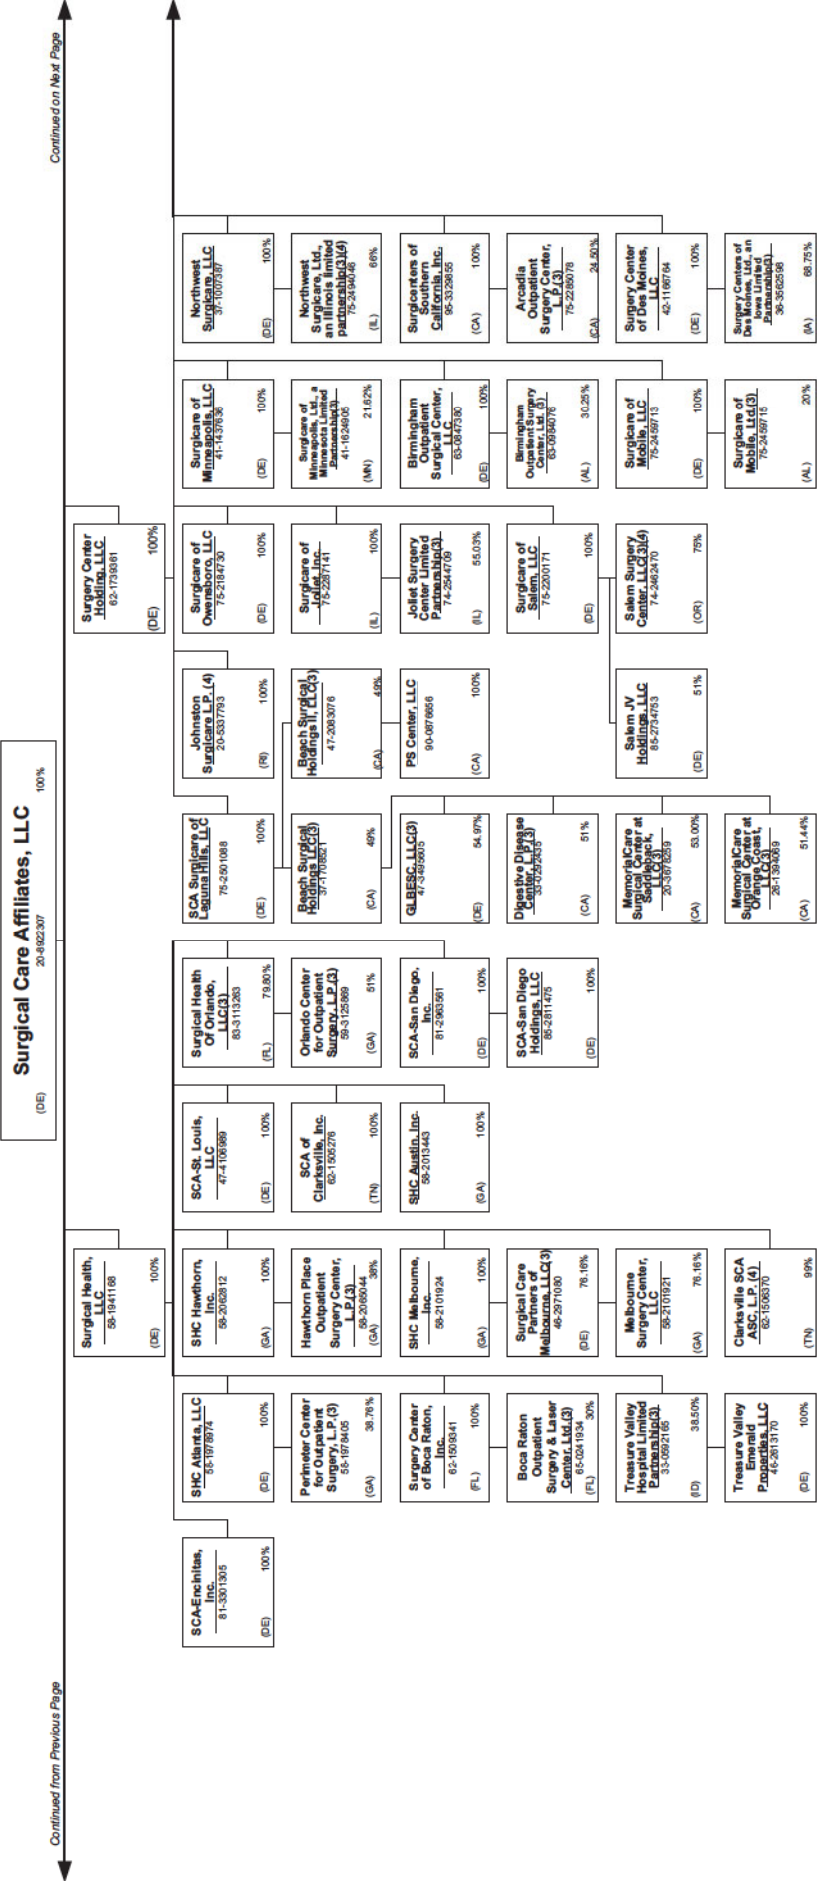 Surgical Care Affiliates, LLC
(DE)
20-8922307
100%
Continued from Previous Page
Continued on Next Page
Surgical Health,
LLC
58-1941168
(DE)
100%
Surgery Center
Holding, LLC
62-1739361
(DE)
100%
SCA-Encinitas,
Inc.
81-3301305
(DE)
100%
SHC Atlanta, LLC
58-1978974
(DE)
100%
Perimeter Center
for Outpatient
Surgery, L.P.(3)
58-1978405
(GA)
38.76%
Surgery Center
of Boca Raton,
Inc.
62-1509341
(FL)
100%
Boca Raton
Outpatient
Surgery & Laser
Center, Ltd.(3)
65-0241934
(FL)
30%
Treasure Valley
Hospital Limited
Partnership(3)
33-0592165
(ID)
38.50%
Treasure Valley
Emerald
Properties, LLC
46-2613170
(DE)
100%
SHC Hawthorn,
Inc.
58-2062812
(GA)
100%
Hawthorn Place
Outpatient
Surgery Center,
L.P.(3)
58-2065044
(GA)
38%
SHC Melbourne,
Inc.
58-2101924
(GA)
100%
Surgical Care
Partners of
Melbourne, LLC(3)
46-2971060
(DE)
76.16%
Melbourne
Surgery Center,
LLC
58-2101921
(GA)
76.16%
Clarksville SCA
ASC, L.P. (4)
62-1506370
(TN)
99%
SCA-St. Louis,
LLC
47-4106989
(DE)
100%
SCA of
Clarksville, Inc.
62-1505276
(TN)
100%
SHC Austin, Inc.
58-2013443
(GA)
100%
Surgical Health
Of Orlando,
LLC(3)
83-3113263
(FL)
79.80%
Orlando Center
for Outpatient
Surgery, L.P.(3)
59-3125869
(GA)
51%
SCA-San Diego,
Inc.
81-2963561
(DE)
100%
SCA-San Diego
Holdings, LLC
85-2811475
(DE)
100%
SCA Surgicare of
Laguna Hills, LLC
75-2501088
(DE)
100%
Beach Surgical
Holdings LLC(3)
37-1708521
(CA)
49%
GLBESC, LLC(3)
47-3495605
(DE)
54.97%
Digestive Disease
Center, L.P.(3)
33-0292435
(CA)
51%
MemorialCare
Surgical Center at
Saddleback,
LLC(3)
20-3678259
(CA)
53.00%
MemorialCare
Surgical Center at
Orange Coast,
LLC(3)
26-1394069
(CA)
51.44%
Johnston
Surgicare L.P. (4)
20-5337793
(RI)
100%
Beach Surgical
Holdings II, LLC(3)
47-2083076
(CA)
49%
PS Center, LLC
90-0876656
(CA)
100%
Salem JV
Holdings, LLC
85-2734753
(DE)
51%
Surgicare of
Owensboro, LLC
75-2184730
(DE)
100%
Surgicare of
Joliet, Inc.
75-2287141
(IL)
100%
Joliet Surgery
Center Limited
Partnership(3)
74-2544709
(IL)
55.03%
Surgicare of
Salem, LLC
75-2200171
(DE)
100%
Salem Surgery
Center, LLC(3)(4)
74-2462470
(OR)
75%
Surgicare of
Minneapolis, LLC
41-1437636
(DE)
100%
Surgicare of
Minneapolis, Ltd., a
Minnesota Limited
Partnership(3)
41-1624905
(MN)
21.62%
Birmingham
Outpatient
Surgical Center,
LLC
63-0847380
(DE)
100%
Birmingham
Outpatient Surgery
Center, Ltd. (3)
63-0984076
(AL)
30.25%
Surgicare of
Mobile, LLC
75-2459713
(DE)
100%
Surgicare of
Mobile, Ltd.(3)
75-2459715
(AL)
20%
Northwest
Surgicare, LLC
37-1007387
(DE)
100%
Northwest
Surgicare, Ltd.,
an Illinois limited
partnership(3)(4)
75-2494046
(IL)
66%
Surgicenters of
Southern
California, Inc.
95-3329855
(CA)
100%
Arcadia
Outpatient
Surgery Center,
L.P.(3)
75-2285078
(CA)
24.50%
Surgery Center
of Des Moines,
LLC
42-1166764
(DE)
100%
Surgery Centers of
Des Moines, Ltd., an
Iowa Limited
Partnership(3)
36-3562598
(IA)
68.75%